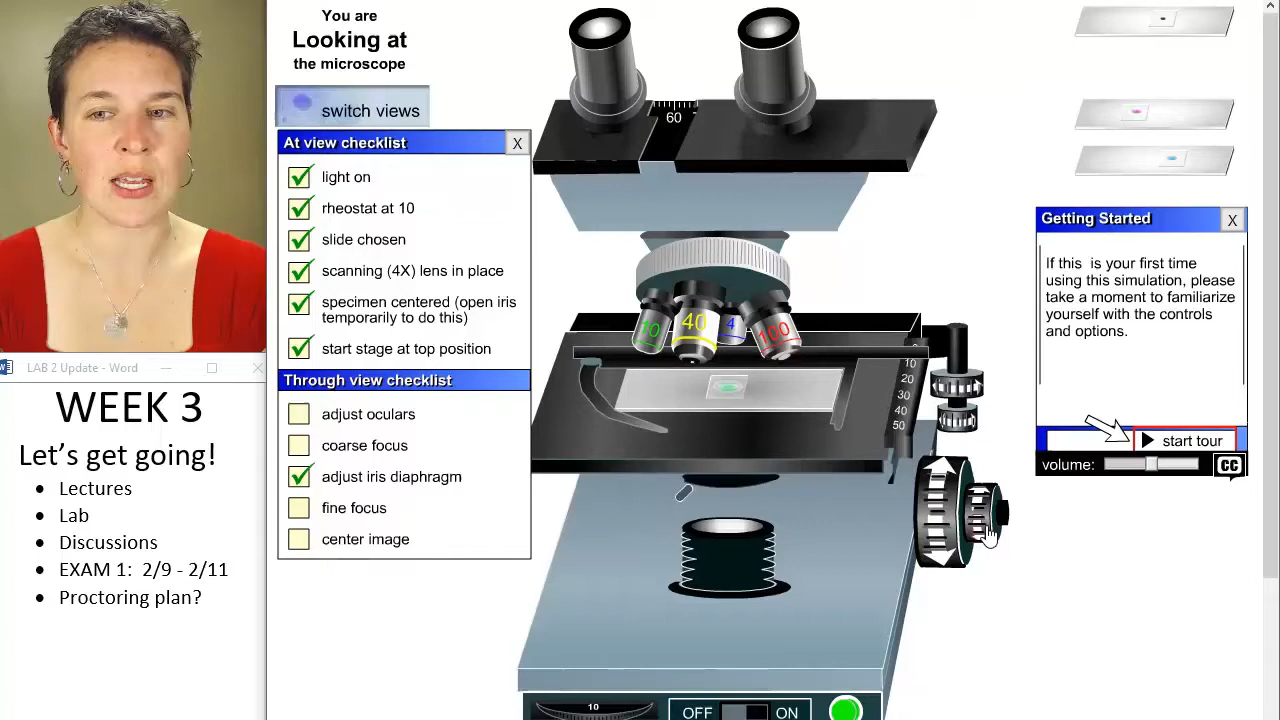 You are
Looking at
the microscope
switch views
At view checklist
X
light on
rheostat at 10
slide chosen
scanning (4X) lens in place
specimen centered (open iris
temporarily to do this)
start stage at top position
Through view checklist
adjust oculars
coarse focus
adjust iris diaphragm
fine focus
center image
60
10
40
4
100
10
20
30
40
50
10
OFF
ON
Getting Started
X
If this is your first time
using this simulation, please
take a moment to familiarize
yourself with the controls
and options.
start tour
volume:
CC
LAB 2 Update - Word
WEEK 3
Let's get going!
• Lectures
• Lab
• Discussions
• EXAM 1: 2/9 - 2/11
• Proctoring plan?